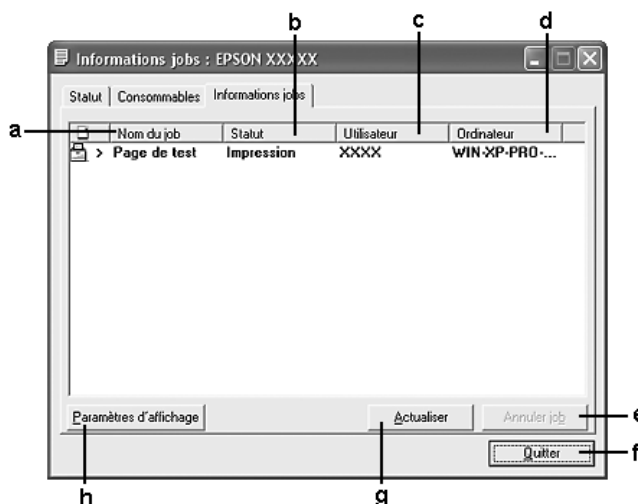 b c d
Informations jobs : EPSON XXXXX
Statut Consommables Informations jobs
a Nom du job Statut Utilisateur Ordinateur
> Page de test Impression XXXX WIN-XP-PRO-...
Paramètres d'affichage Actualiser Annuler job e
Quitter f
h g